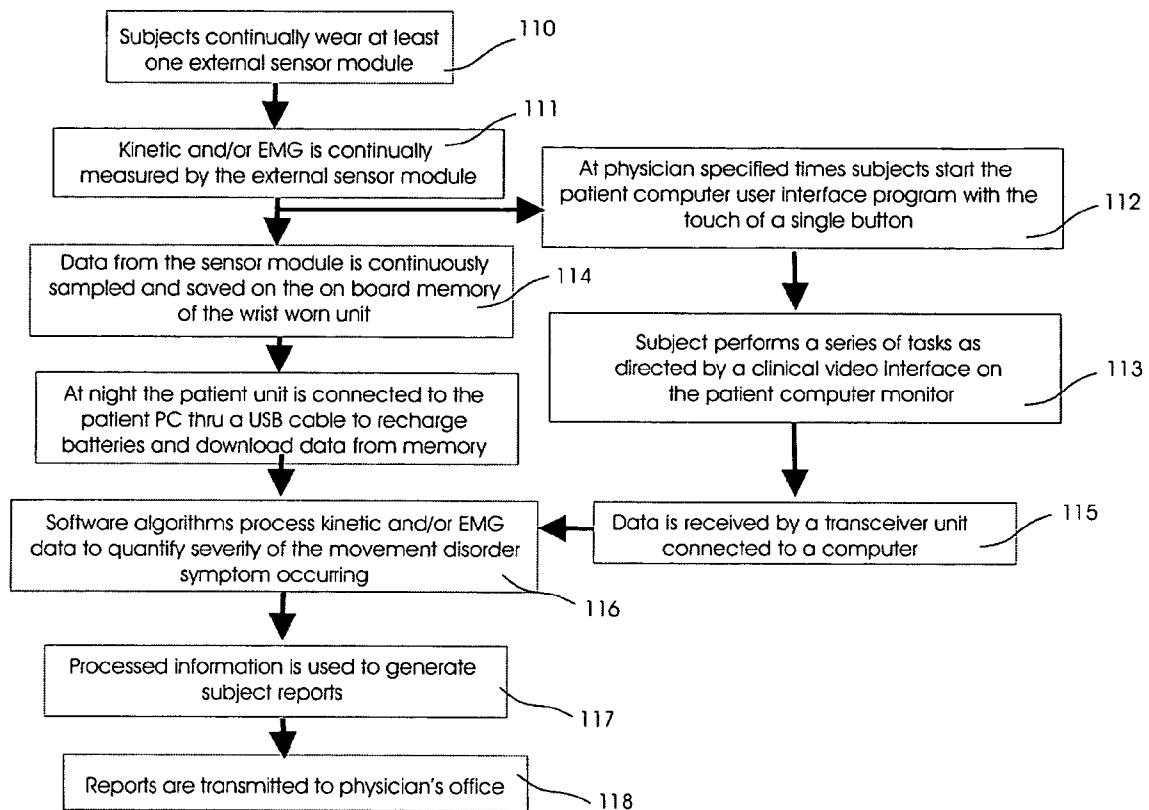 Subjects continually wear at least
one external sensor module
110
Kinetic and/or EMG is continually
measured by the external sensor module
111
At physician specified times subjects start the
patient computer user interface program with the
touch of a single button
112
Data from the sensor module is continuously
sampled and saved on the on board memory
of the wrist worn unit
114
Subject performs a series of tasks as
directed by a clinical video interface on
the patient computer monitor
113
At night the patient unit is connected to the
patient PC thru a USB cable to recharge
batteries and download data from memory
Software algorithms process kinetic and/or EMG
data to quantify severity of the movement disorder
symptom occurring
116
Data is received by a transceiver unit
connected to a computer
115
Processed information is used to generate
subject reports
117
Reports are transmitted to physician's office
118